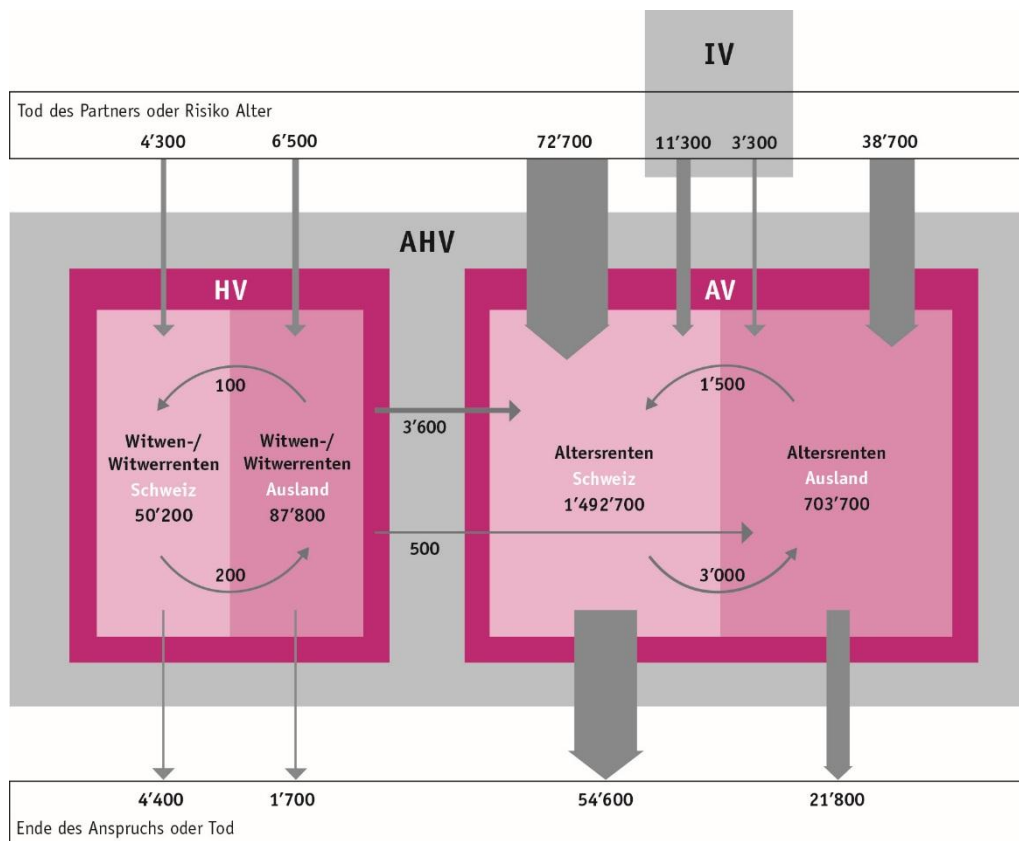 IV
Tod des Partners oder Risiko Alter
4’300
6’500
72’700
11’300
3’300
38’700
AHV
HV
AV
100
1’500
3’600
Witwen-/
Witwerrenten
Schweiz
50’200
Witwen-/
Witwerrenten
Ausland
87’800
Altersrenten
Schweiz
1’492’700
Altersrenten
Ausland
703’700
500
200
3’000
4’400
1’700
54’600
21’800
Ende des Anspruchs oder Tod